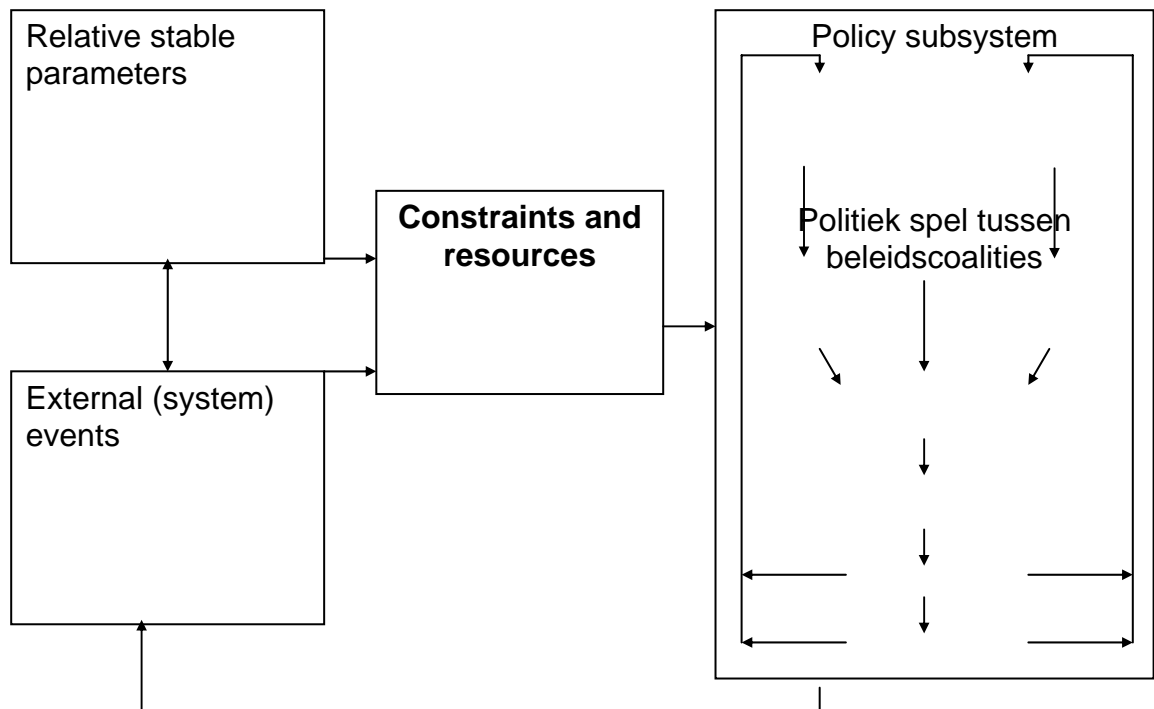 Relative stable
parameters
Policy subsystem
Constraints and
resources
Politiek spel tussen
beleidscoalities
External (system)
events